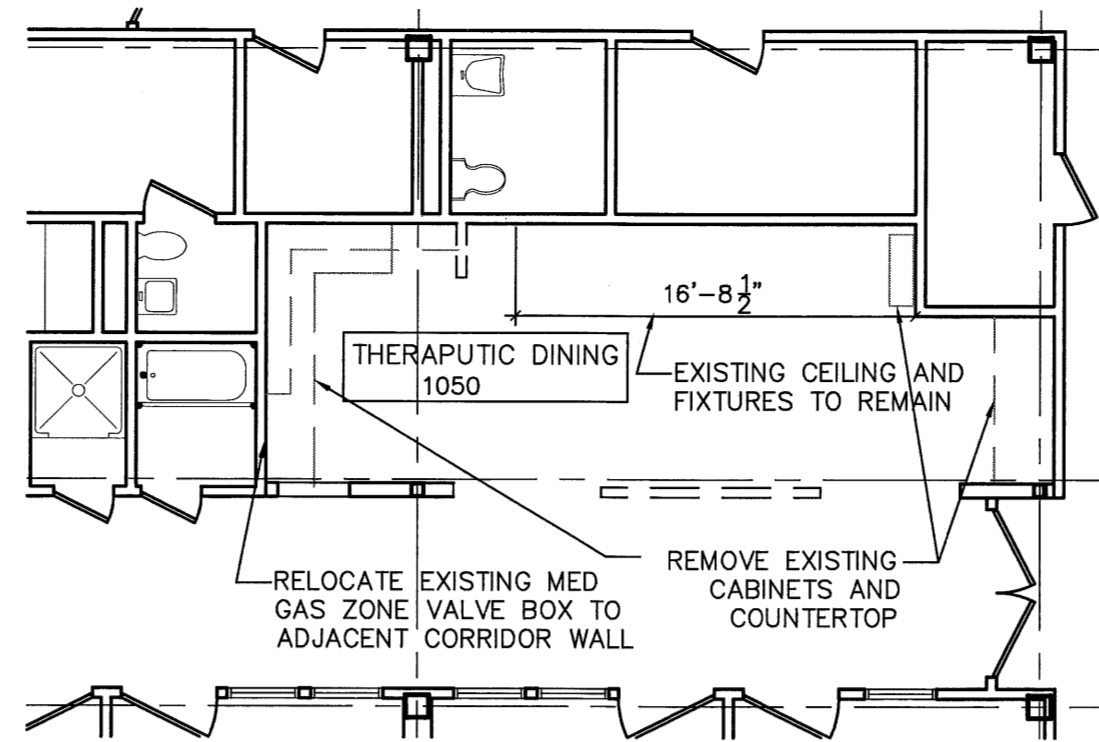 16'-8 1/2"
THERAPUTIC DINING
1050
EXISTING CEILING AND
FIXTURES TO REMAIN
REMOVE EXISTING
CABINETS AND
COUNTERTOP
RELOCATE EXISTING MED
GAS ZONE VALVE BOX TO
ADJACENT CORRIDOR WALL